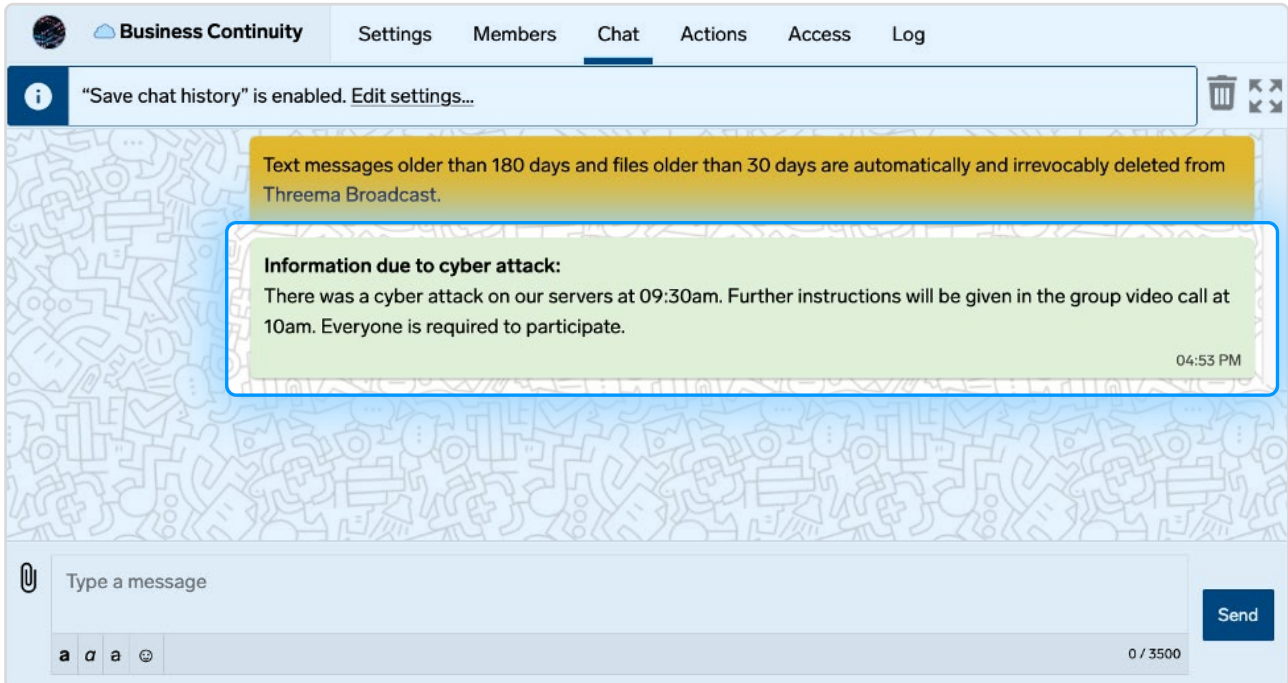 Business Continuity
Settings
Members
Chat
Actions
Access
Log
“Save chat history” is enabled. Edit settings...
Text messages older than 180 days and files older than 30 days are automatically and irrevocably deleted from
Threema Broadcast.
Information due to cyber attack:
There was a cyber attack on our servers at 09:30am. Further instructions will be given in the group video call at
10am. Everyone is required to participate.
04:53 PM
Type a message
Send
a a a
0 / 3500